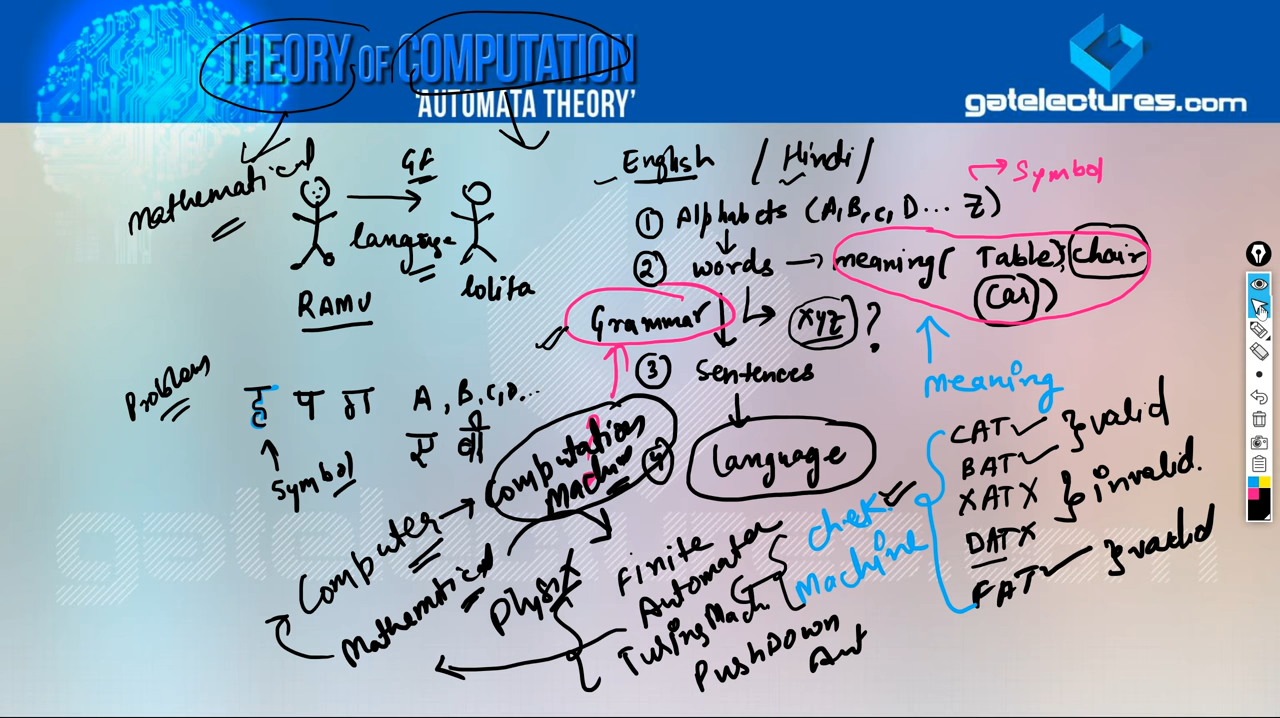 THEORY OF COMPUTATION
'AUTOMATA THEORY'
gatelectures.com
Mathematical
GF
language
RAMU
lolita
English / Hindi /
Symbol
1 Alphabets (A, B, C, D... Z)
2 words → meaning( Table, chair
Car))
Grammar
xyz ?
3 Sentences
meaning
4 language
Problem
ह प ग A, B, C, D...
Symbol
Computation
Machine
Computer
Mathematical
Physi
Finite
Automata
Turing Mach.
PushDown
Aut
Chek.
Machine
CAT ✓ } valid
BAT ✓
XATX } invalid.
DATX
FAT ✓ } valid